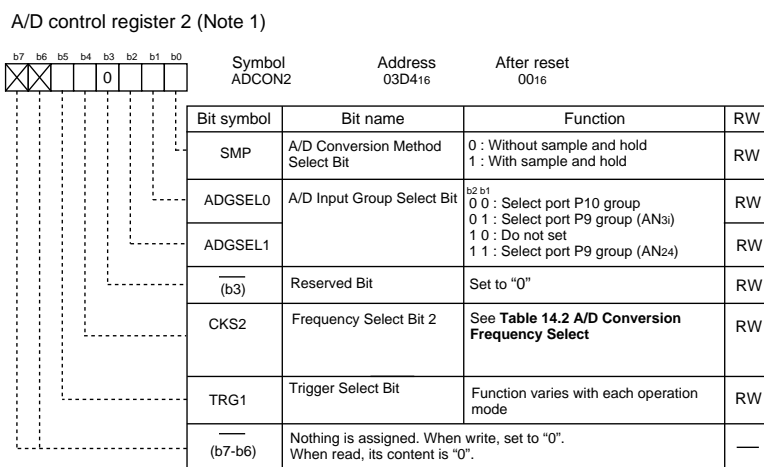 A/D control register 2 (Note 1)
b7 b6 b5 b4 b3 b2 b1 b0
0
Symbol Address After reset
ADCON2 03D416 0016
Bit symbol Bit name Function RW
SMP A/D Conversion Method Select Bit 0 : Without sample and hold RW
1 : With sample and hold
ADGSEL0 A/D Input Group Select Bit b2 b1 RW
0 0 : Select port P10 group
0 1 : Select port P9 group (AN3i)
ADGSEL1 1 0 : Do not set RW
1 1 : Select port P9 group (AN24)
(b3) Reserved Bit Set to “0” RW
CKS2 Frequency Select Bit 2 See Table 14.2 A/D Conversion RW
Frequency Select
TRG1 Trigger Select Bit Function varies with each operation RW
mode
(b7-b6) Nothing is assigned. When write, set to “0”. —
When read, its content is “0”.